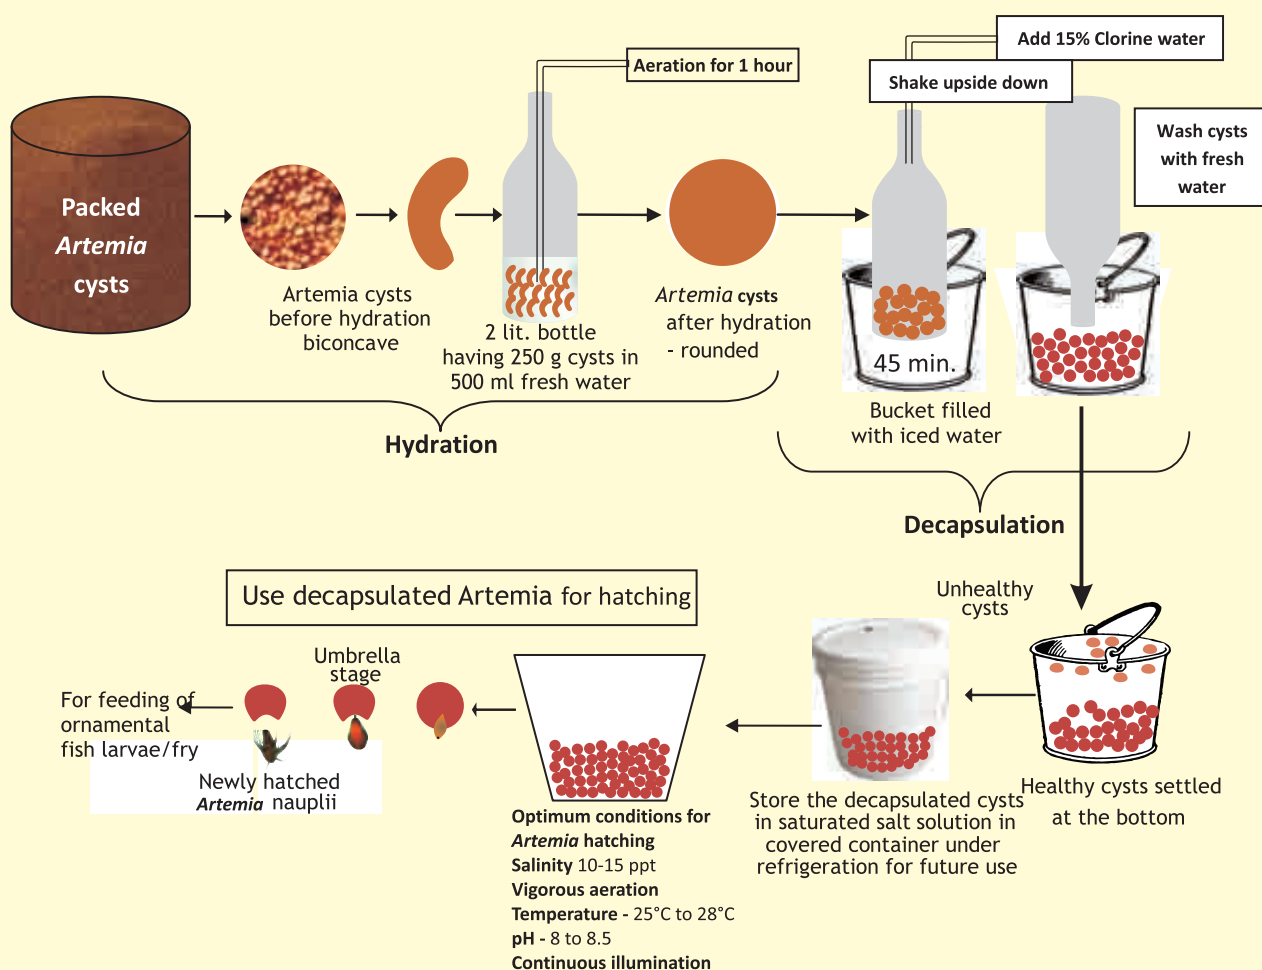 Packed
Artemia
cysts
Artemia cysts
before hydration
biconcave
Aeration for 1 hour
2 lit. bottle
having 250 g cysts in
500 ml fresh water
Artemia cysts
after hydration
- rounded
Hydration
Add 15% Clorine water
Shake upside down
Wash cysts
with fresh
water
45 min.
Bucket filled
with iced water
Decapsulation
Unhealthy
cysts
Healthy cysts settled
at the bottom
Store the decapsulated cysts
in saturated salt solution in
covered container under
refrigeration for future use
Use decapsulated Artemia for hatching
Optimum conditions for
Artemia hatching
Salinity 10-15 ppt
Vigorous aeration
Temperature - 25°C to 28°C
pH - 8 to 8.5
Continuous illumination
Umbrella
stage
Newly hatched
Artemia nauplii
For feeding of
ornamental
fish larvae/fry